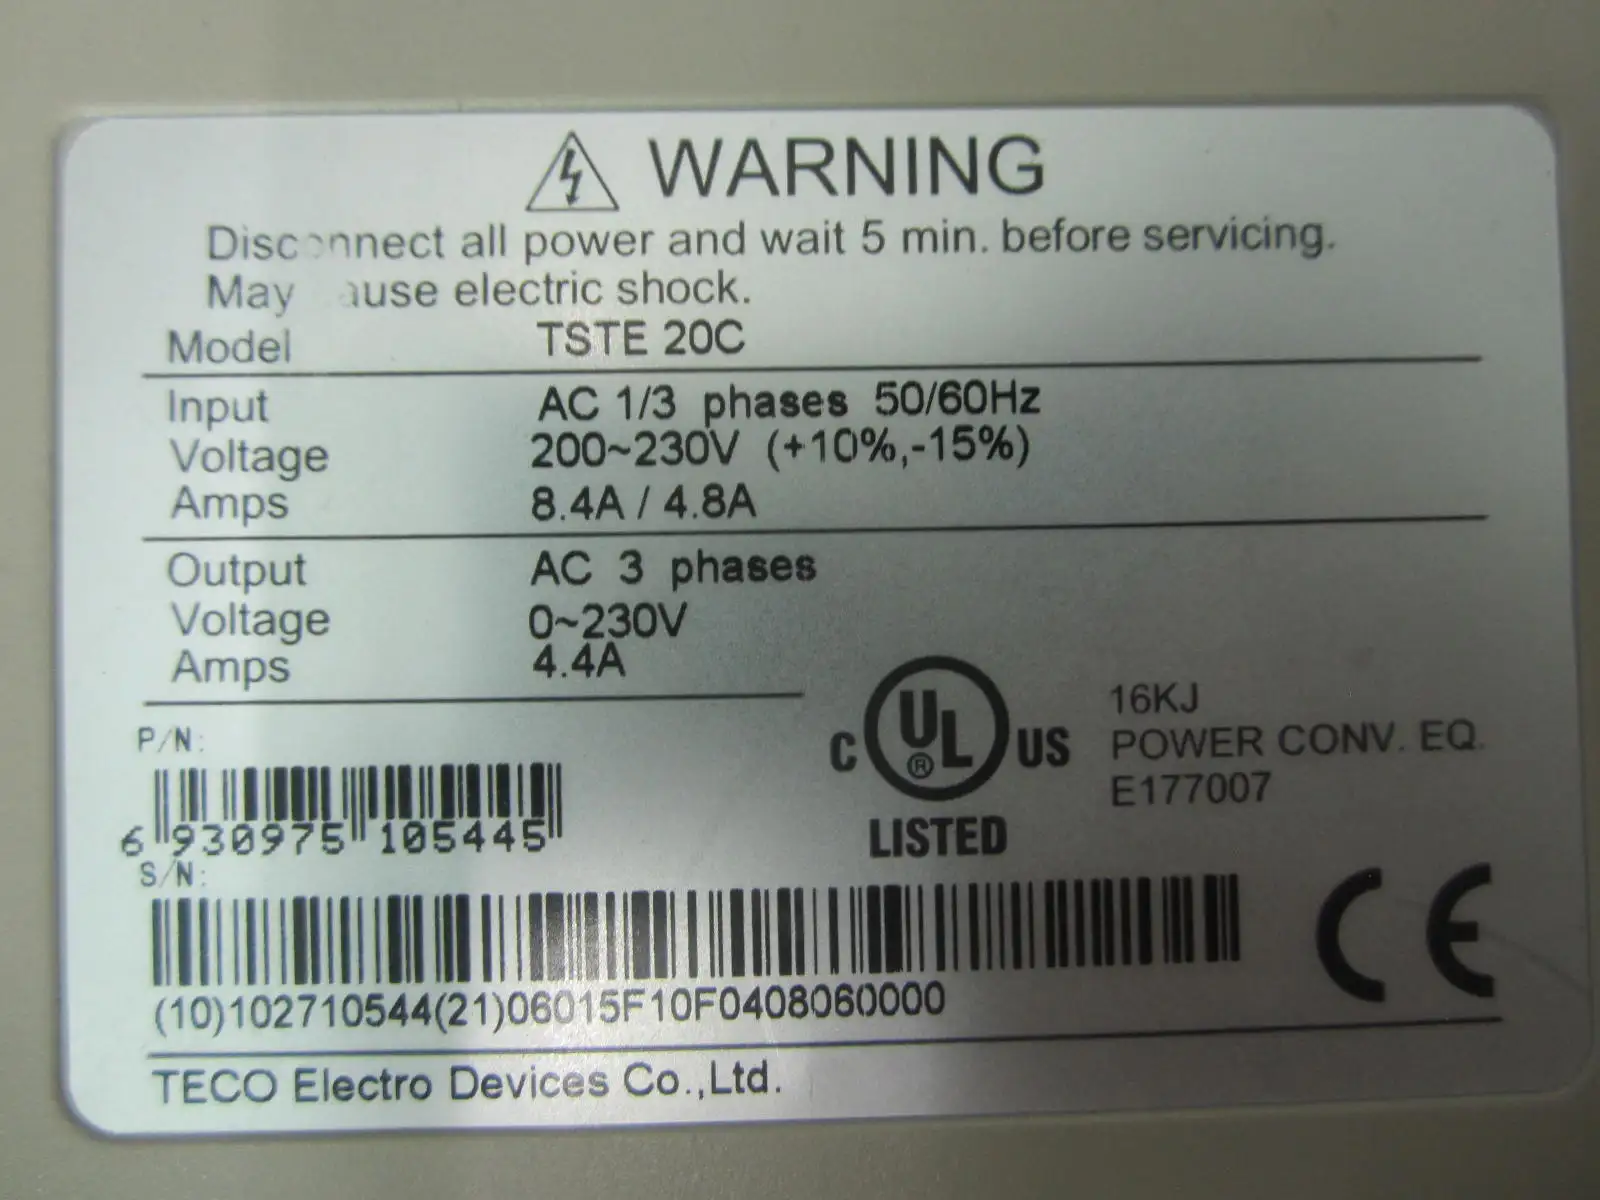 WARNING
Disconnect all power and wait 5 min. before servicing.
May cause electric shock.
Model TSTE 20C
Input AC 1/3 phases 50/60Hz
Voltage 200~230V (+10%,-15%)
Amps 8.4A / 4.8A
Output AC 3 phases
Voltage 0~230V
Amps 4.4A
P/N:
6 930975 105445
S/N:
(10)102710544(21)06015F10F0408060000
C UL ® US
LISTED
16KJ
POWER CONV. EQ.
E177007
CE
TECO Electro Devices Co.,Ltd.